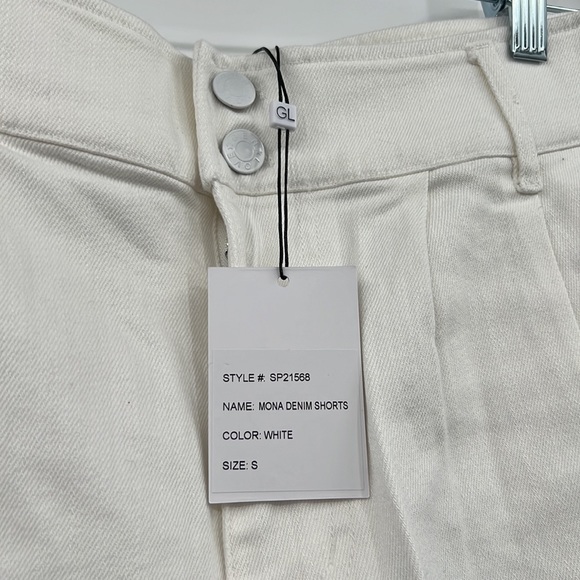 GL
STYLE #: SP21568
NAME: MONA DENIM SHORTS
COLOR: WHITE
SIZE: S